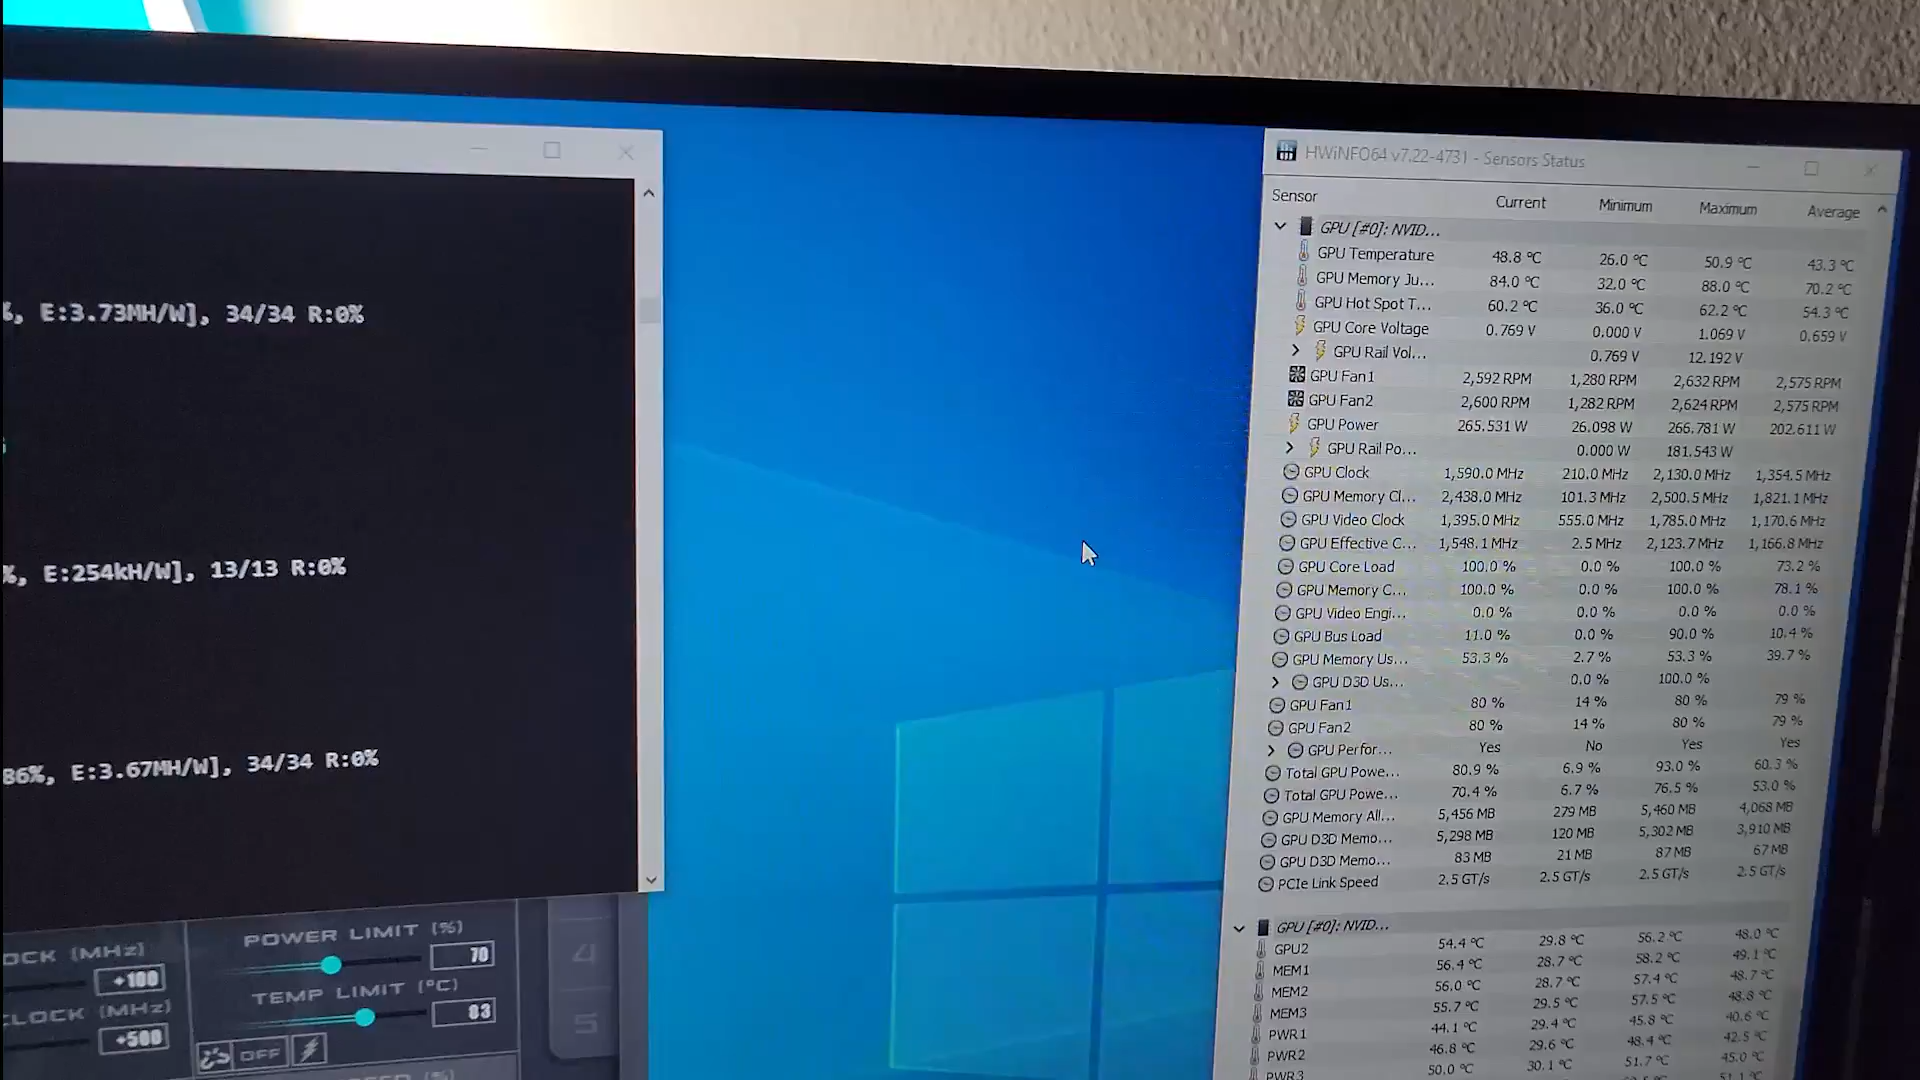 %, E:3.73MH/W], 34/34 R:0%
%, E:254kH/W], 13/13 R:0%
86%, E:3.67MH/W], 34/34 R:0%
OCK (MHz)
+100
CLOCK (MHz)
+500
POWER LIMIT (%)
70
TEMP LIMIT (°C)
83
OFF
(%)
4
5
HWiNFO64 v7.22-4731 - Sensors Status
Sensor Current Minimum Maximum Average
GPU [#0]: NVID...
GPU Temperature 48.8 °C 26.0 °C 50.9 °C 43.3 °C
GPU Memory Ju... 84.0 °C 32.0 °C 88.0 °C 70.2 °C
GPU Hot Spot T... 60.2 °C 36.0 °C 62.2 °C 54.3 °C
GPU Core Voltage 0.769 V 0.000 V 1.069 V 0.659 V
GPU Rail Vol... 0.769 V 12.192 V
GPU Fan1 2,592 RPM 1,280 RPM 2,632 RPM 2,575 RPM
GPU Fan2 2,600 RPM 1,282 RPM 2,624 RPM 2,575 RPM
GPU Power 265.531 W 26.098 W 266.781 W 202.611 W
GPU Rail Po... 0.000 W 181.543 W
GPU Clock 1,590.0 MHz 210.0 MHz 2,130.0 MHz 1,354.5 MHz
GPU Memory Cl... 2,438.0 MHz 101.3 MHz 2,500.5 MHz 1,821.1 MHz
GPU Video Clock 1,395.0 MHz 555.0 MHz 1,785.0 MHz 1,170.6 MHz
GPU Effective C... 1,548.1 MHz 2.5 MHz 2,123.7 MHz 1,166.8 MHz
GPU Core Load 100.0 % 0.0 % 100.0 % 73.2 %
GPU Memory C... 100.0 % 0.0 % 100.0 % 78.1 %
GPU Video Engi... 0.0 % 0.0 % 0.0 % 0.0 %
GPU Bus Load 11.0 % 0.0 % 90.0 % 10.4 %
GPU Memory Us... 53.3 % 2.7 % 53.3 % 39.7 %
GPU D3D Us... 0.0 % 100.0 %
GPU Fan1 80 % 14 % 80 % 79 %
GPU Fan2 80 % 14 % 80 % 79 %
GPU Perfor... Yes No Yes Yes
Total GPU Powe... 80.9 % 6.9 % 93.0 % 60.3 %
Total GPU Powe... 70.4 % 6.7 % 76.5 % 53.0 %
GPU Memory All... 5,456 MB 279 MB 5,460 MB 4,068 MB
GPU D3D Memo... 5,298 MB 120 MB 5,302 MB 3,910 MB
GPU D3D Memo... 83 MB 21 MB 87 MB 67 MB
PCIe Link Speed 2.5 GT/s 2.5 GT/s 2.5 GT/s 2.5 GT/s
GPU [#0]: NVID...
GPU2 54.4 °C 29.8 °C 56.2 °C 48.0 °C
MEM1 56.4 °C 28.7 °C 58.2 °C 49.1 °C
MEM2 56.0 °C 28.7 °C 57.4 °C 48.7 °C
MEM3 55.7 °C 29.5 °C 57.5 °C 48.8 °C
PWR1 44.1 °C 29.4 °C 45.8 °C 40.6 °C
PWR2 46.8 °C 29.6 °C 48.4 °C 42.5 °C
PWR3 50.0 °C 30.1 °C 51.7 °C 45.0 °C